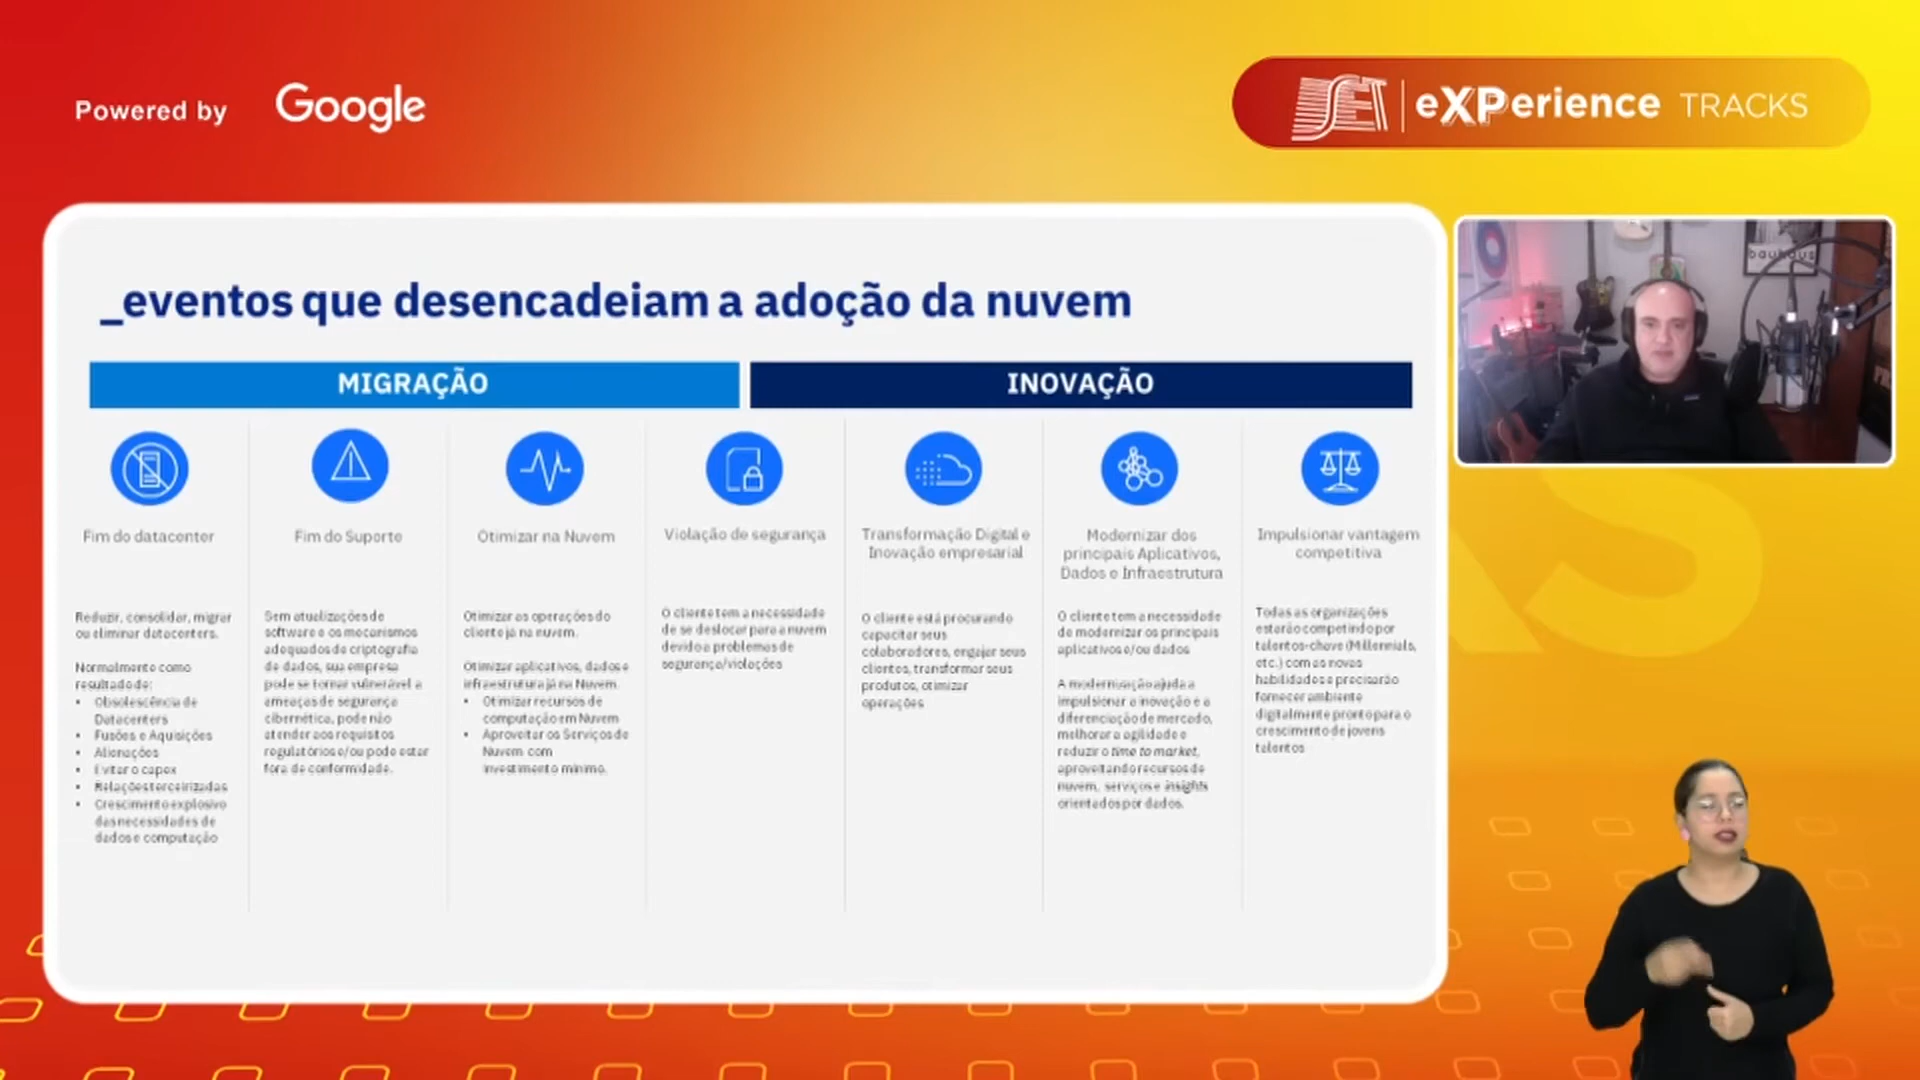 Powered by Google
SET eXPerience TRACKS
_eventos que desencadeiam a adoção da nuvem
MIGRAÇÃO
INOVAÇÃO
Fim do datacenter
Reduzir, consolidar, migrar
ou eliminar datacenters.
Normalmente como
resultado de:
• Obsolescência de
Datacenters
• Fusões e Aquisições
• Alienações
• Evitar o capex
• Relações terceirizadas
• Crescimento explosivo
das necessidades de
dados e computação
Fim do Suporte
Sem atualizações de
software e os mecanismos
adequados de criptografia
de dados, sua empresa
pode se tornar vulnerável a
ameaças de segurança
cibernética, pode não
atender aos requisitos
regulatórios e/ou pode estar
fora de conformidade.
Otimizar na Nuvem
Otimizar as operações do
cliente já na nuvem.
Otimizar aplicativos, dados e
infraestrutura já na Nuvem.
• Otimizar recursos de
computação em Nuvem
• Aproveitar os Serviços de
Nuvem com
investimento mínimo.
Violação de segurança
O cliente tem a necessidade
de se deslocar para a nuvem
devido a problemas de
segurança/violações
Transformação Digital e
Inovação empresarial
O cliente está procurando
capacitar seus
colaboradores, engajar seus
clientes, transformar seus
produtos, otimizar
operações
Modernizar dos
principais Aplicativos,
Dados e Infraestrutura
O cliente tem a necessidade
de modernizar os principais
aplicativos e/ou dados
A modernização ajuda a
impulsionar a inovação e a
diferenciação de mercado,
melhorar a agilidade e
reduzir o time to market,
aproveitando recursos de
nuvem, serviços e insights
orientados por dados.
Impulsionar vantagem
competitiva
Todas as organizações
estarão competindo por
talentos-chave (Millennials,
etc.) com as novas
habilidades e precisarão
fornecer ambiente
digitalmente pronto para o
crescimento de jovens
talentos
bauhaus
AS